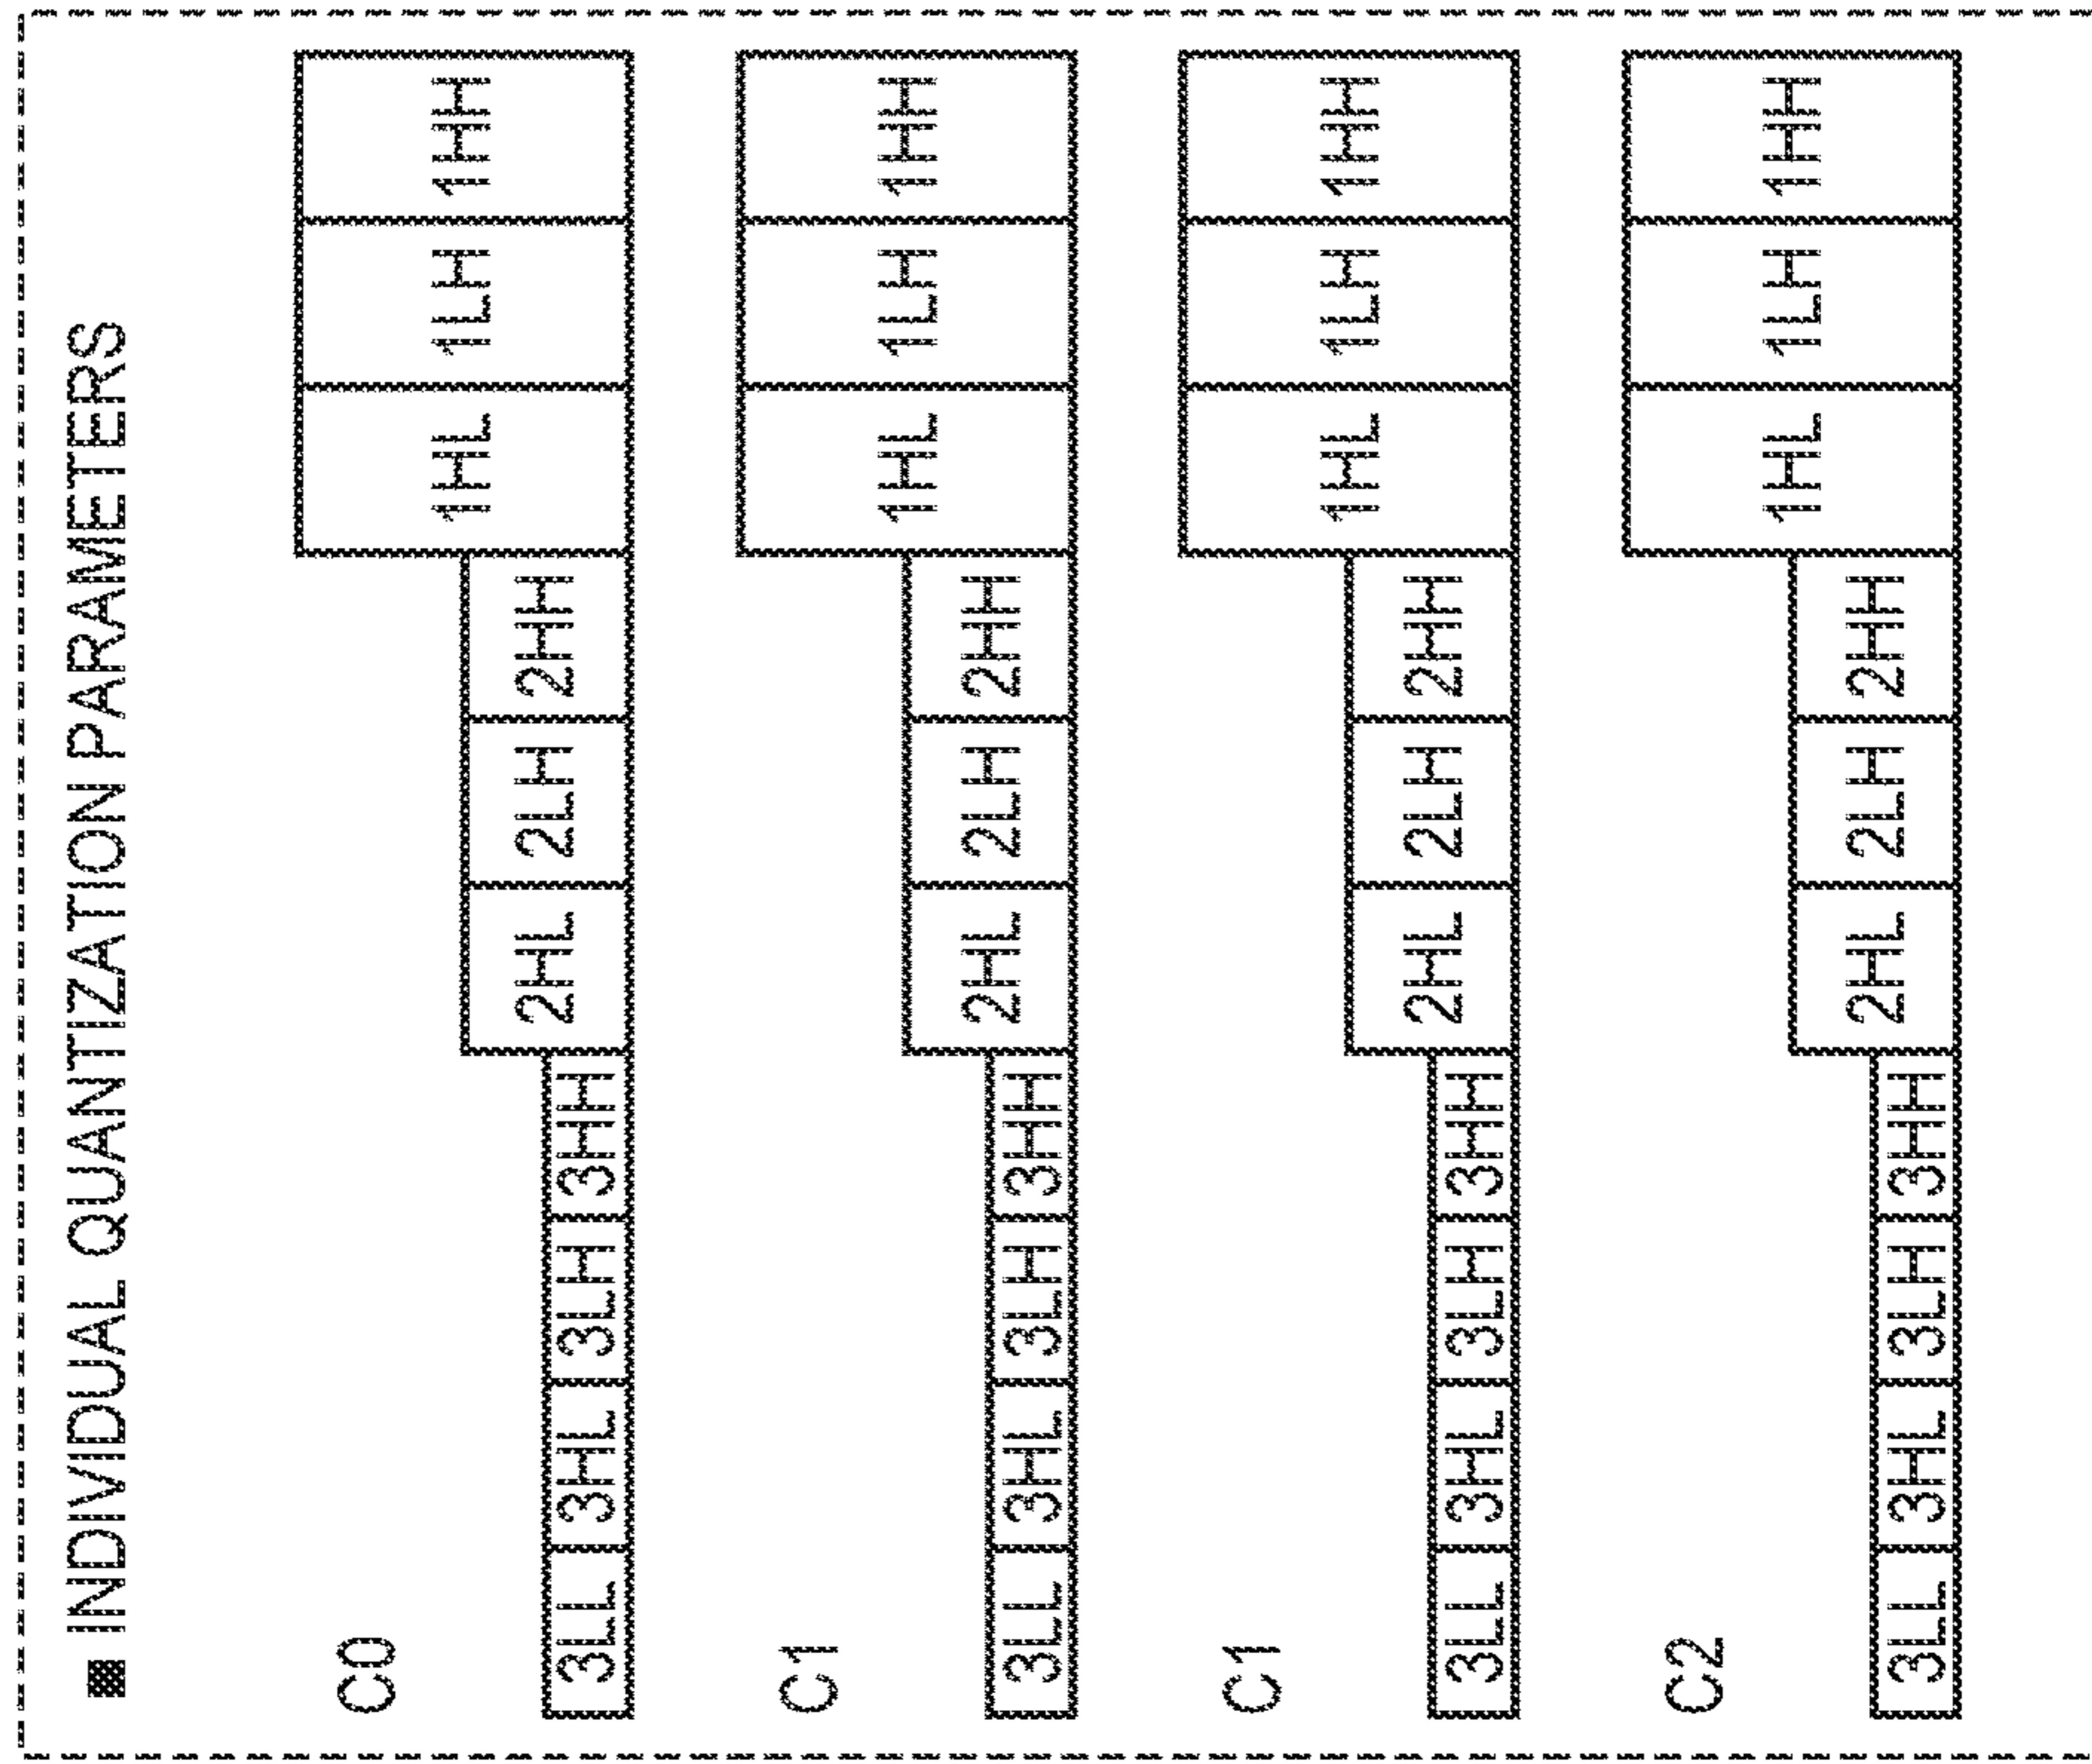 ■ INDIVIDUAL QUANTIZATION PARAMETERS
C0
3LL 3HL 3LH 3HH 2HL 2LH 2HH 1HL 1LH 1HH
C1
3LL 3HL 3LH 3HH 2HL 2LH 2HH 1HL 1LH 1HH
C1
3LL 3HL 3LH 3HH 2HL 2LH 2HH 1HL 1LH 1HH
C2
3LL 3HL 3LH 3HH 2HL 2LH 2HH 1HL 1LH 1HH